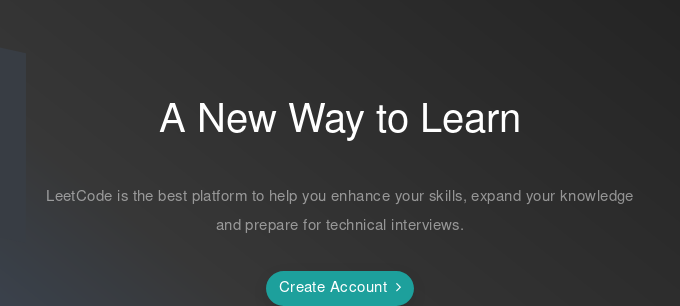 A New Way to Learn
LeetCode is the best platform to help you enhance your skills, expand your knowledge
and prepare for technical interviews.
Create Account